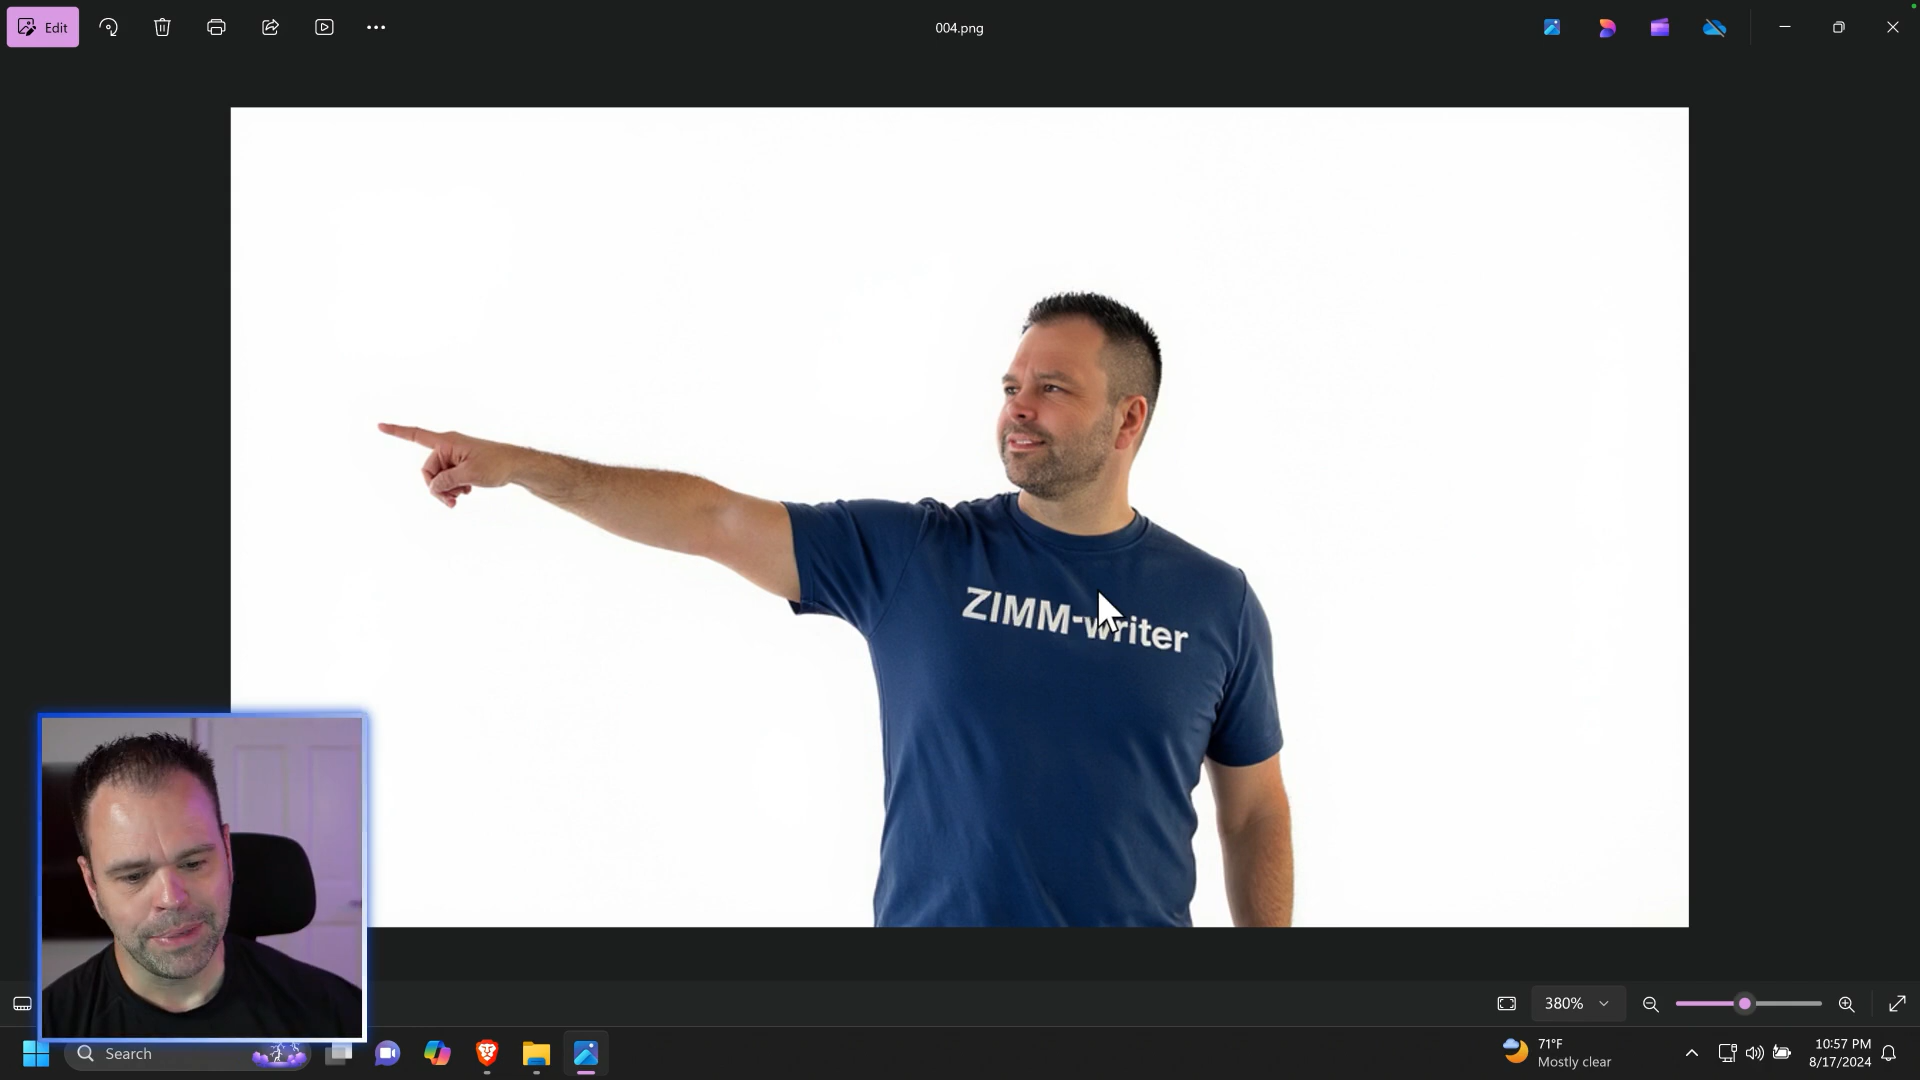 Edit
004.png
ZIMM-writer
380%
Search
71°F
Mostly clear
10:57 PM
8/17/2024